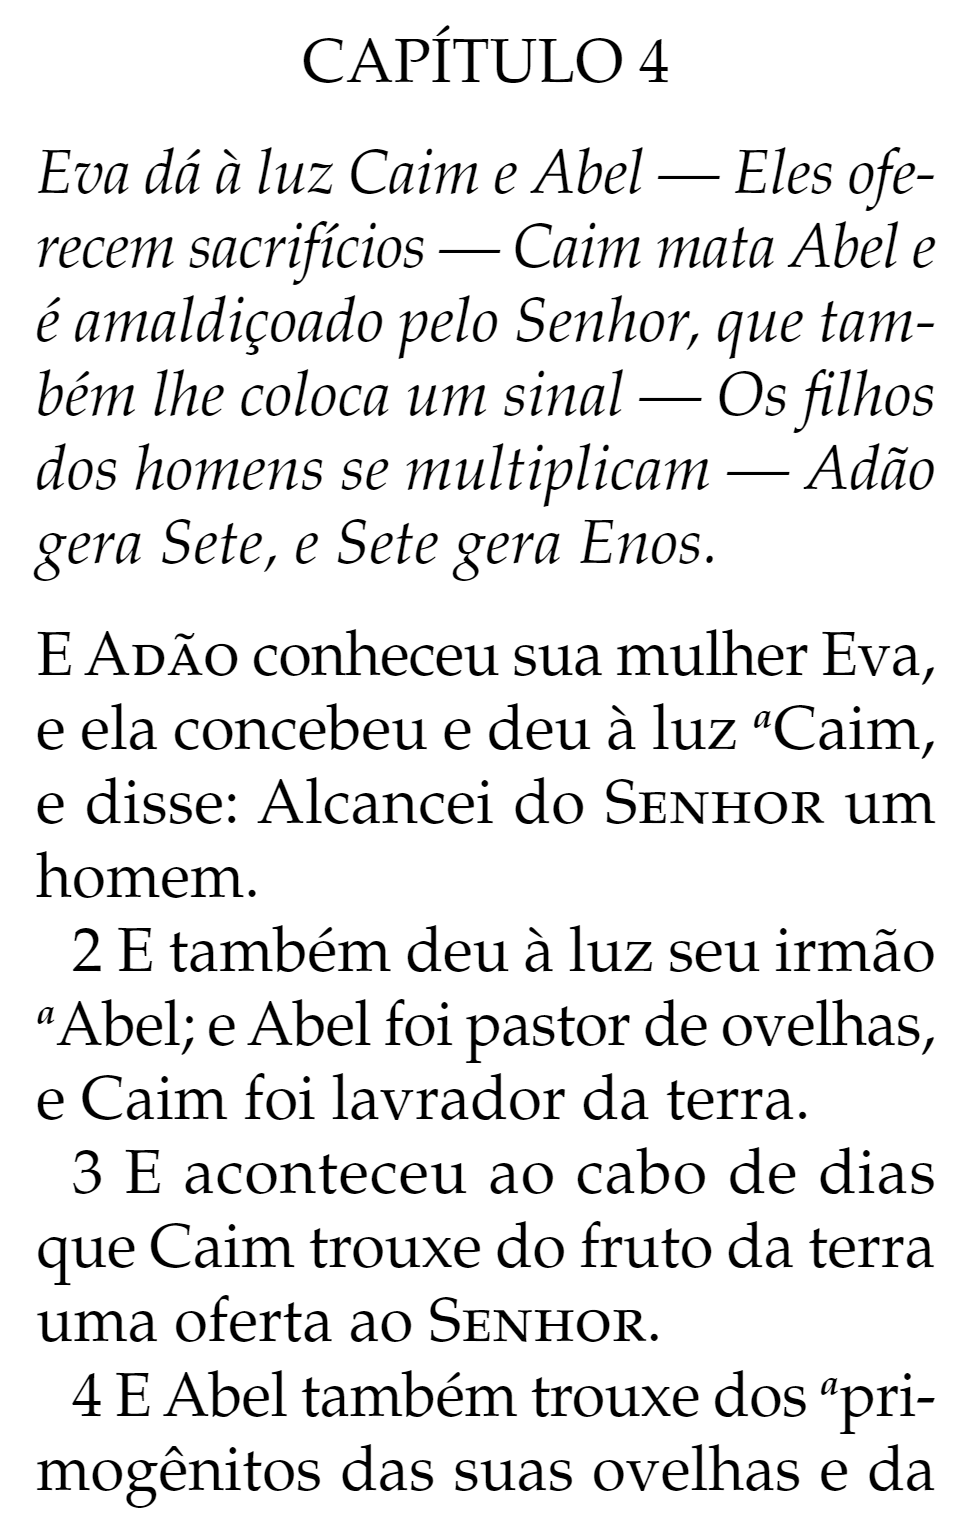 CAPÍTULO 4
Eva dá à luz Caim e Abel — Eles ofe-
recem sacrifícios — Caim mata Abel e
é amaldiçoado pelo Senhor, que tam-
bém lhe coloca um sinal — Os filhos
dos homens se multiplicam — Adão
gera Sete, e Sete gera Enos.
E ADÃO conheceu sua mulher Eva,
e ela concebeu e deu à luz aCaim,
e disse: Alcancei do SENHOR um
homem.
2 E também deu à luz seu irmão
aAbel; e Abel foi pastor de ovelhas,
e Caim foi lavrador da terra.
3 E aconteceu ao cabo de dias
que Caim trouxe do fruto da terra
uma oferta ao SENHOR.
4 E Abel também trouxe dos apri-
mogênitos das suas ovelhas e da